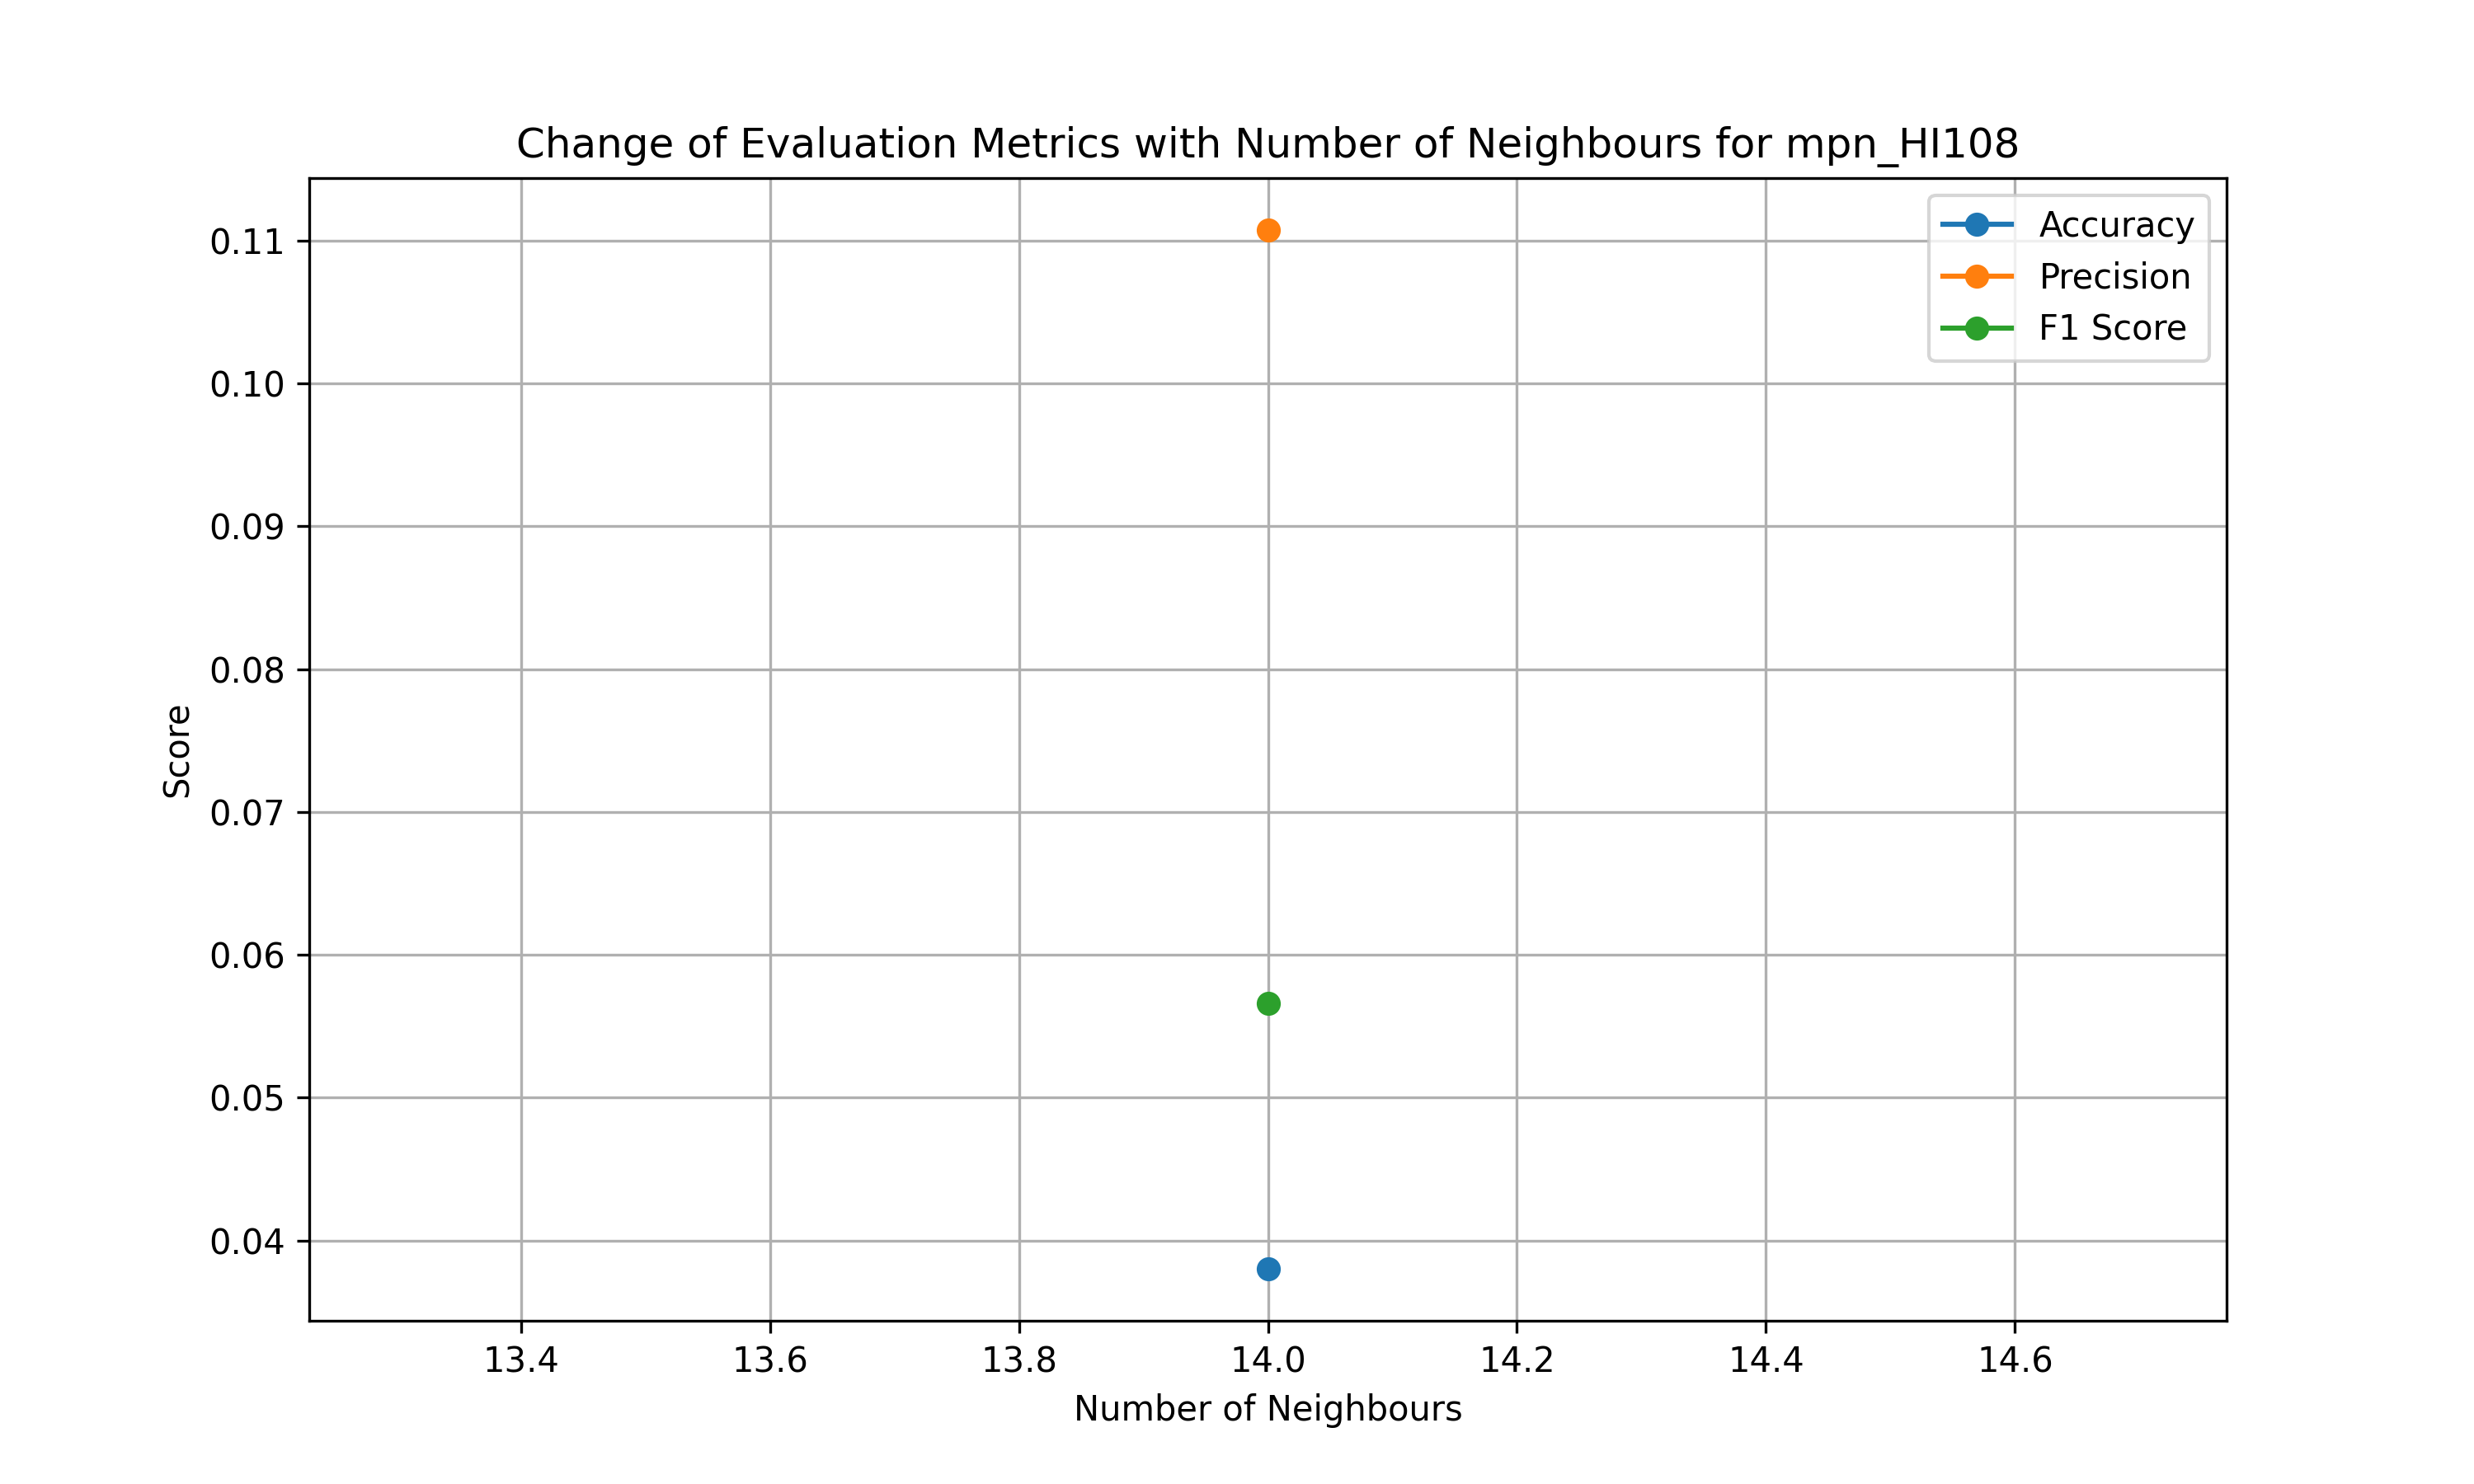 Change of Evaluation Metrics with Number of Neighbours for mpn_HI108
Accuracy
Precision
F1 Score
0.11
0.10
0.09
0.08
0.07
0.06
0.05
0.04
Score
13.4 13.6 13.8 14.0 14.2 14.4 14.6
Number of Neighbours